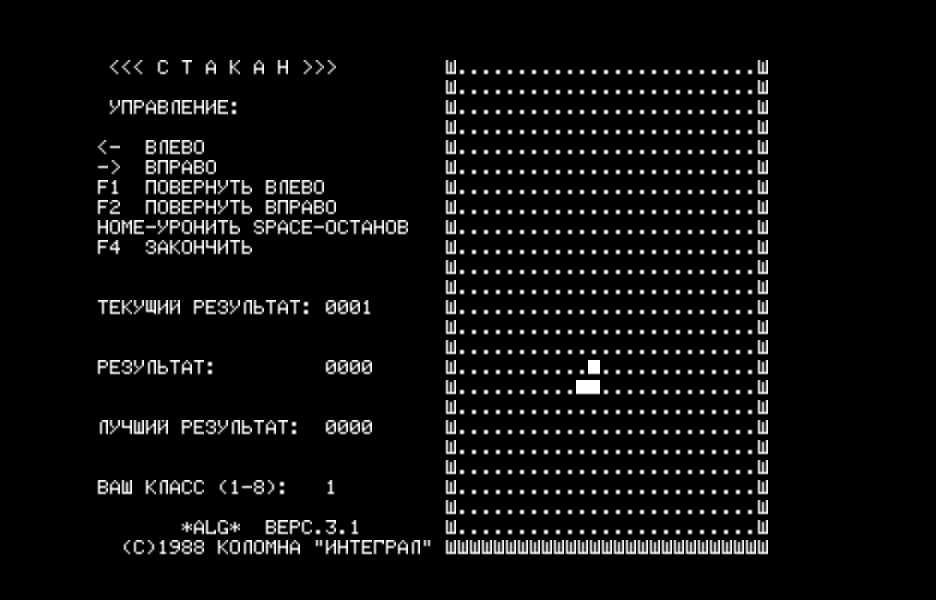 <<< С Т А К А Н >>>
УПРАВЛЕНИЕ:
<- ВЛЕВО
-> ВПРАВО
F1 ПОВЕРНУТЬ ВЛЕВО
F2 ПОВЕРНУТЬ ВПРАВО
HOME-УРОНИТЬ SPACE-ОСТАНОВ
F4 ЗАКОНЧИТЬ
ТЕКУЩИЙ РЕЗУЛЬТАТ: 0001
РЕЗУЛЬТАТ: 0000
ЛУЧШИЙ РЕЗУЛЬТАТ: 0000
ВАШ КЛАСС (1-8): 1
*ALG* ВЕРС.3.1
(C)1988 КОЛОМНА "ИНТЕГРАЛ"